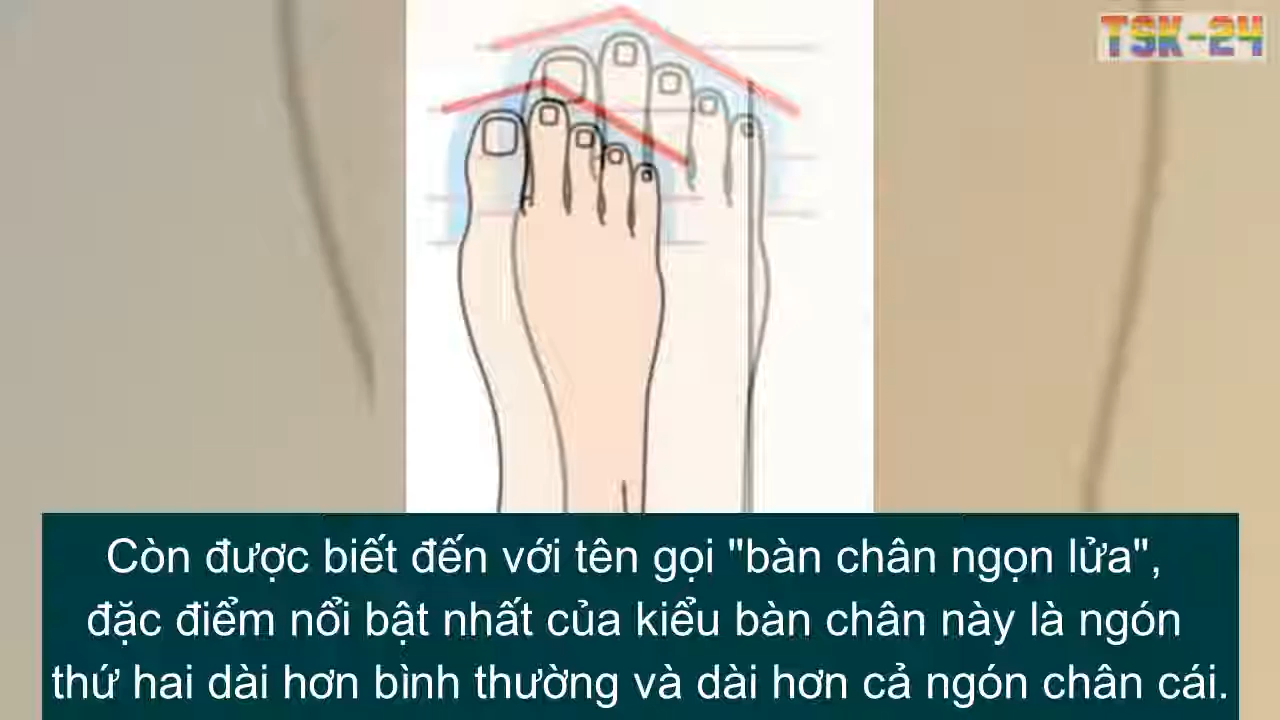 TSK-24
Còn được biết đến với tên gọi "bàn chân ngọn lửa",
đặc điểm nổi bật nhất của kiểu bàn chân này là ngón
thứ hai dài hơn bình thường và dài hơn cả ngón chân cái.